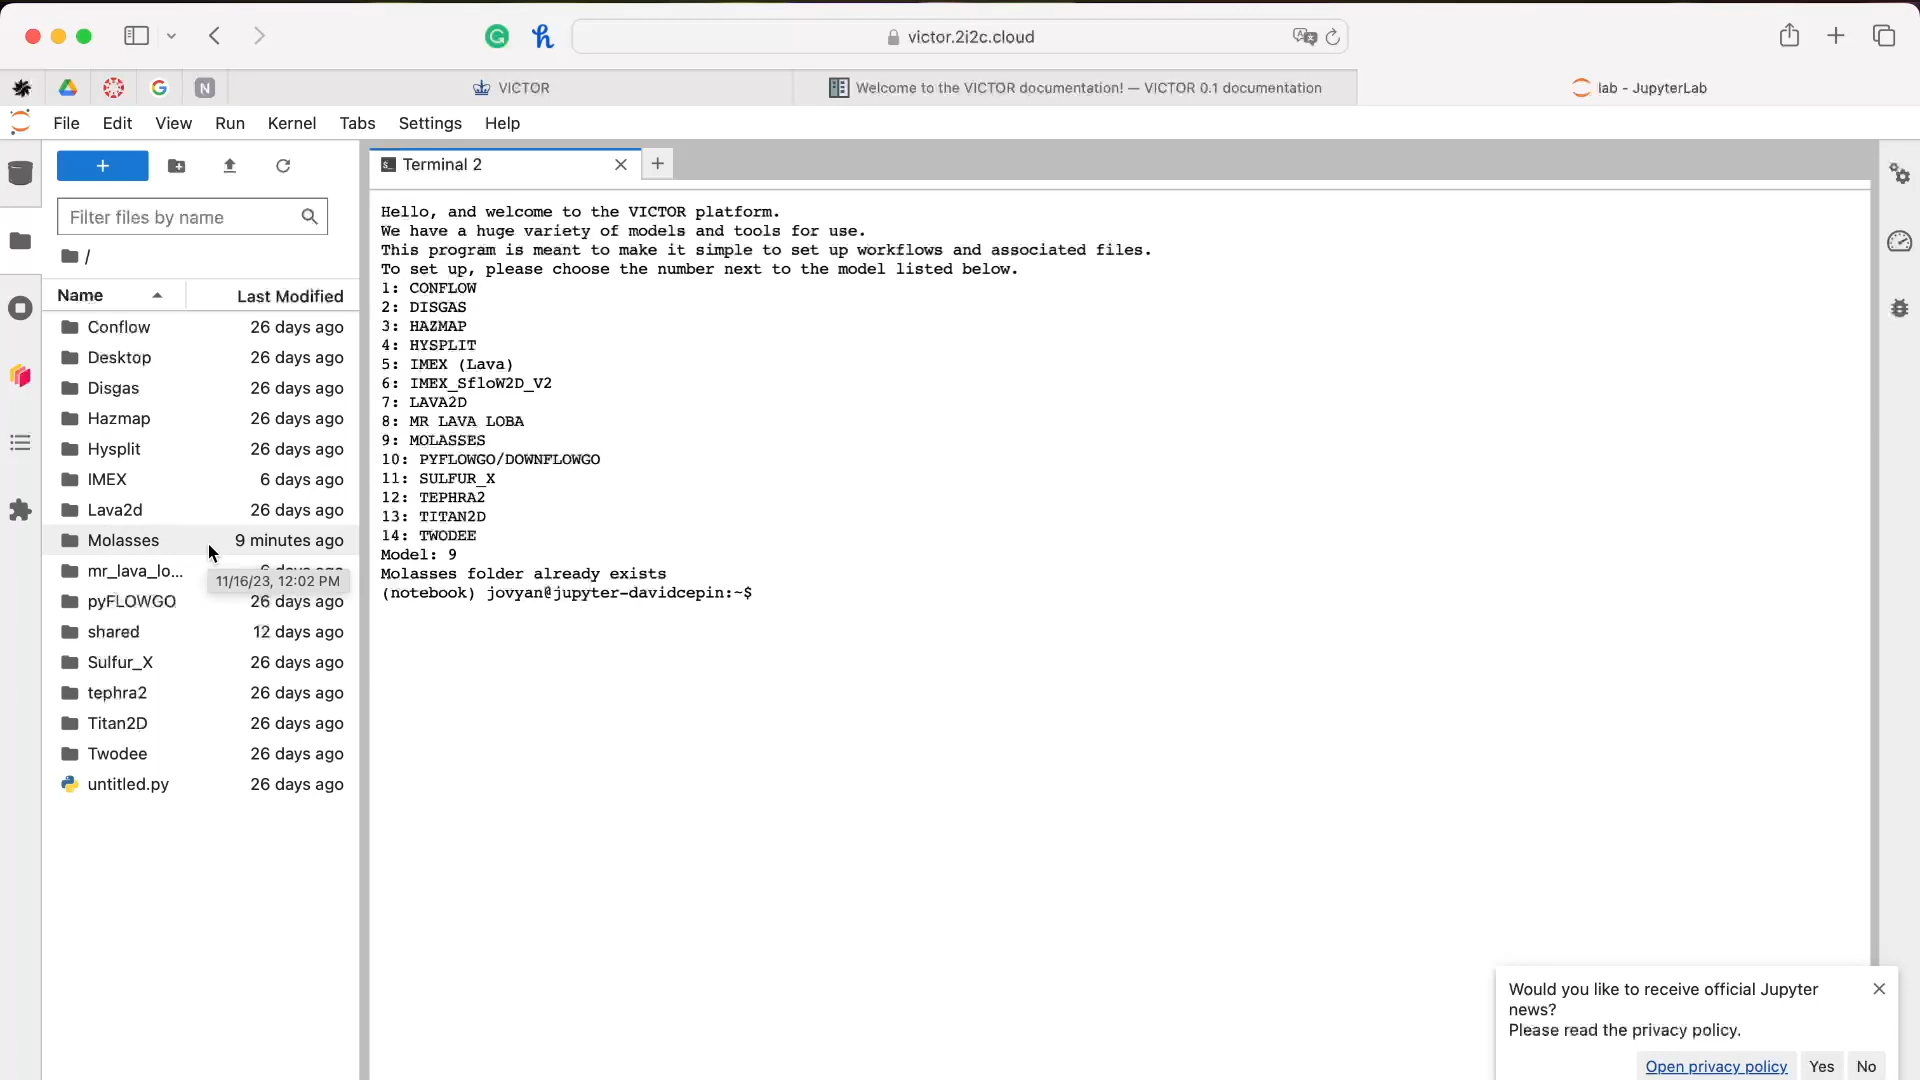 victor.2i2c.cloud
VICTOR
Welcome to the VICTOR documentation! — VICTOR 0.1 documentation
lab - JupyterLab
File Edit View Run Kernel Tabs Settings Help
Terminal 2
Filter files by name
/
Name Last Modified
Conflow 26 days ago
Desktop 26 days ago
Disgas 26 days ago
Hazmap 26 days ago
Hysplit 26 days ago
IMEX 6 days ago
Lava2d 26 days ago
Molasses 9 minutes ago
mr_lava_lo... 6 days ago
11/16/23, 12:02 PM
pyFLOWGO 26 days ago
shared 12 days ago
Sulfur_X 26 days ago
tephra2 26 days ago
Titan2D 26 days ago
Twodee 26 days ago
untitled.py 26 days ago
Hello, and welcome to the VICTOR platform.
We have a huge variety of models and tools for use.
This program is meant to make it simple to set up workflows and associated files.
To set up, please choose the number next to the model listed below.
1: CONFLOW
2: DISGAS
3: HAZMAP
4: HYSPLIT
5: IMEX (Lava)
6: IMEX_SfloW2D_V2
7: LAVA2D
8: MR LAVA LOBA
9: MOLASSES
10: PYFLOWGO/DOWNFLOWGO
11: SULFUR_X
12: TEPHRA2
13: TITAN2D
14: TWODEE
Model: 9
Molasses folder already exists
(notebook) jovyan@jupyter-davidcepin:~$
Would you like to receive official Jupyter
news?
Please read the privacy policy.
Open privacy policy Yes No